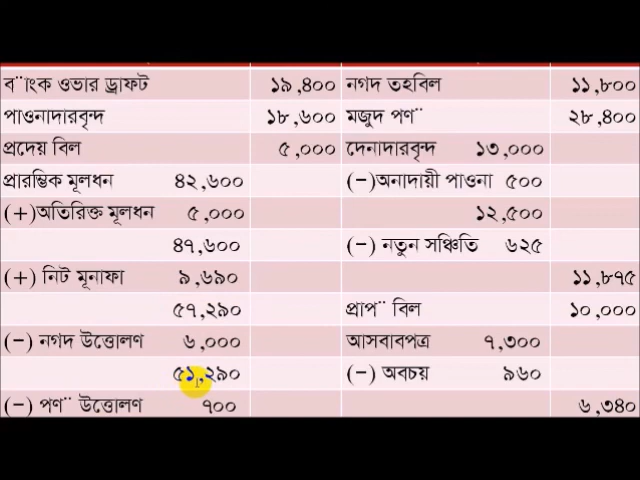 ব¨াংক ওভার ড্রাফট ১৯,৪০০ নগদ তহবিল ১১,৮০০
পাওনাদারবৃন্দ ১৮,৬০০ মজুদ পণ¨ ২৮,৪০০
প্রদেয় বিল ৫,০০০ দেনাদারবৃন্দ ১৩,০০০
প্রারম্ভিক মূলধন ৪২,৬০০ (-)অনাদায়ী পাওনা ৫০০
(+)অতিরিক্ত মূলধন ৫,০০০ ১২,৫০০
৪৭,৬০০ (-) নতুন সঞ্চিতি ৬২৫
(+) নিট মূনাফা ৯,৬৯০ ১১,৮৭৫
৫৭,২৯০ প্রাপ¨ বিল ১০,০০০
(-) নগদ উত্তোলণ ৬,০০০ আসবাবপত্র ৭,৩০০
৫১,২৯০ (-) অবচয় ৯৬০
(-) পণ¨ উত্তোলণ ৭০০ ৬,৩৪০